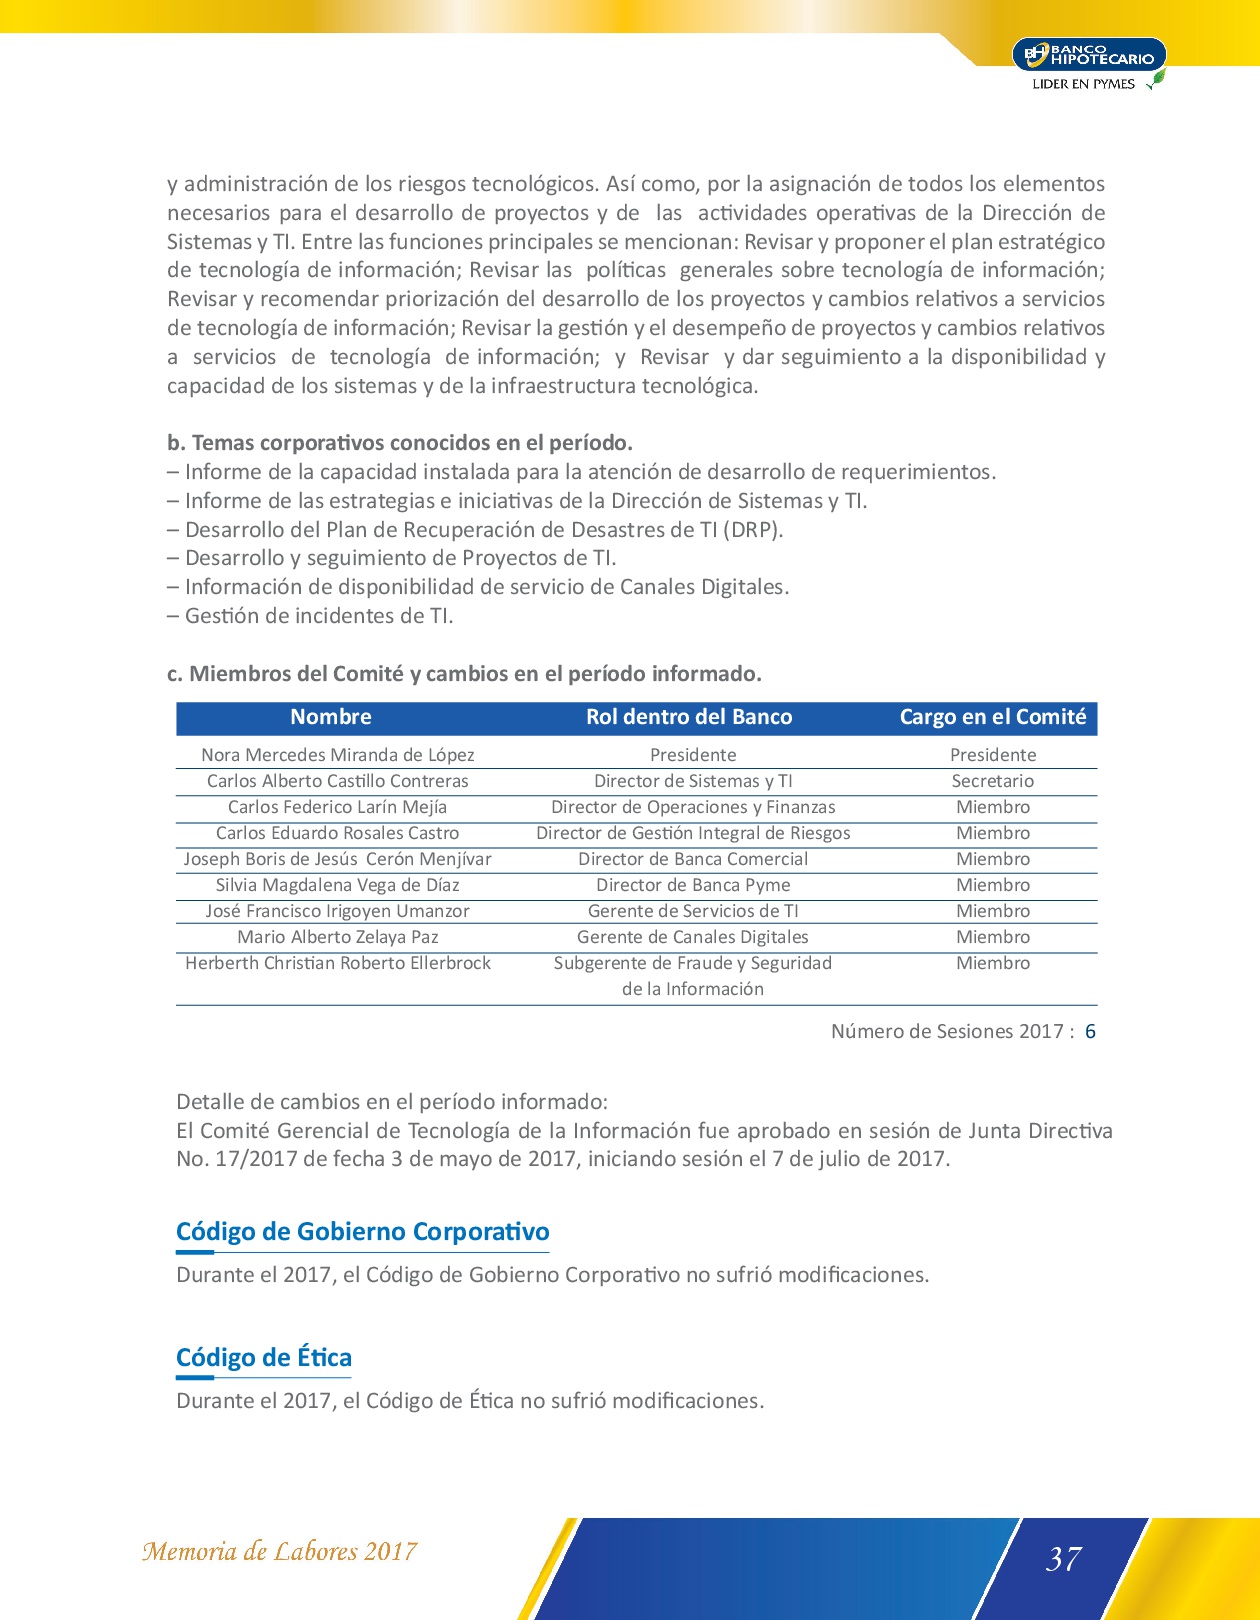 BH BANCO
HIPOTECARIO
LIDER EN PYMES
y administración de los riesgos tecnológicos. Así como, por la asignación de todos los elementos
necesarios para el desarrollo de proyectos y de las actividades operativas de la Dirección de
Sistemas y TI. Entre las funciones principales se mencionan: Revisar y proponer el plan estratégico
de tecnología de información; Revisar las políticas generales sobre tecnología de información;
Revisar y recomendar priorización del desarrollo de los proyectos y cambios relativos a servicios
de tecnología de información; Revisar la gestión y el desempeño de proyectos y cambios relativos
a servicios de tecnología de información; y Revisar y dar seguimiento a la disponibilidad y
capacidad de los sistemas y de la infraestructura tecnológica.
b. Temas corporativos conocidos en el período.
– Informe de la capacidad instalada para la atención de desarrollo de requerimientos.
– Informe de las estrategias e iniciativas de la Dirección de Sistemas y TI.
– Desarrollo del Plan de Recuperación de Desastres de TI (DRP).
– Desarrollo y seguimiento de Proyectos de TI.
– Información de disponibilidad de servicio de Canales Digitales.
– Gestión de incidentes de TI.
c. Miembros del Comité y cambios en el período informado.
Nombre Rol dentro del Banco Cargo en el Comité
Nora Mercedes Miranda de López Presidente Presidente
Carlos Alberto Castillo Contreras Director de Sistemas y TI Secretario
Carlos Federico Larín Mejía Director de Operaciones y Finanzas Miembro
Carlos Eduardo Rosales Castro Director de Gestión Integral de Riesgos Miembro
Joseph Boris de Jesús Cerón Menjívar Director de Banca Comercial Miembro
Silvia Magdalena Vega de Díaz Director de Banca Pyme Miembro
José Francisco Irigoyen Umanzor Gerente de Servicios de TI Miembro
Mario Alberto Zelaya Paz Gerente de Canales Digitales Miembro
Herberth Christian Roberto Ellerbrock Subgerente de Fraude y Seguridad Miembro
de la Información
Número de Sesiones 2017 : 6
Detalle de cambios en el período informado:
El Comité Gerencial de Tecnología de la Información fue aprobado en sesión de Junta Directiva
No. 17/2017 de fecha 3 de mayo de 2017, iniciando sesión el 7 de julio de 2017.
Código de Gobierno Corporativo
Durante el 2017, el Código de Gobierno Corporativo no sufrió modificaciones.
Código de Ética
Durante el 2017, el Código de Ética no sufrió modificaciones.
Memoria de Labores 2017
37